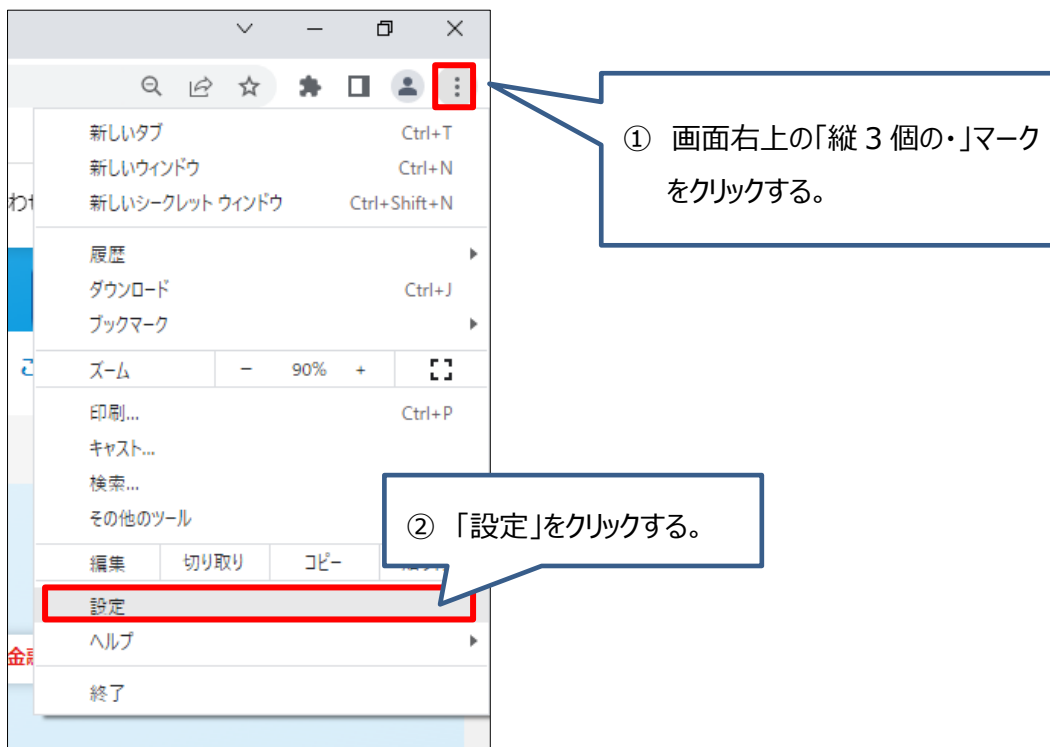 新しいタブ Ctrl+T
新しいウィンドウ Ctrl+N
新しいシークレット ウィンドウ Ctrl+Shift+N
履歴
ダウンロード Ctrl+J
ブックマーク
ズーム − 90% +
印刷... Ctrl+P
キャスト...
検索...
その他のツール
編集 切り取り コピー
設定
ヘルプ
終了
① 画面右上の「縦 3 個の・」マーク
をクリックする。
② 「設定」をクリックする。